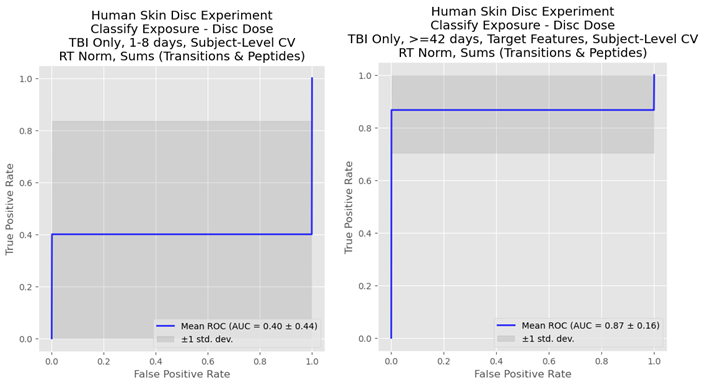 Human Skin Disc Experiment
Classify Exposure - Disc Dose
TBI Only, 1-8 days, Subject-Level CV
RT Norm, Sums (Transitions & Peptides)
1.0
0.8
0.6
0.4
0.2
0.0
True Positive Rate
Mean ROC (AUC = 0.40 ± 0.44)
±1 std. dev.
0.0 0.2 0.4 0.6 0.8 1.0
False Positive Rate
Human Skin Disc Experiment
Classify Exposure - Disc Dose
TBI Only, >=42 days, Target Features, Subject-Level CV
RT Norm, Sums (Transitions & Peptides)
1.0
0.8
0.6
0.4
0.2
0.0
True Positive Rate
Mean ROC (AUC = 0.87 ± 0.16)
±1 std. dev.
0.0 0.2 0.4 0.6 0.8 1.0
False Positive Rate